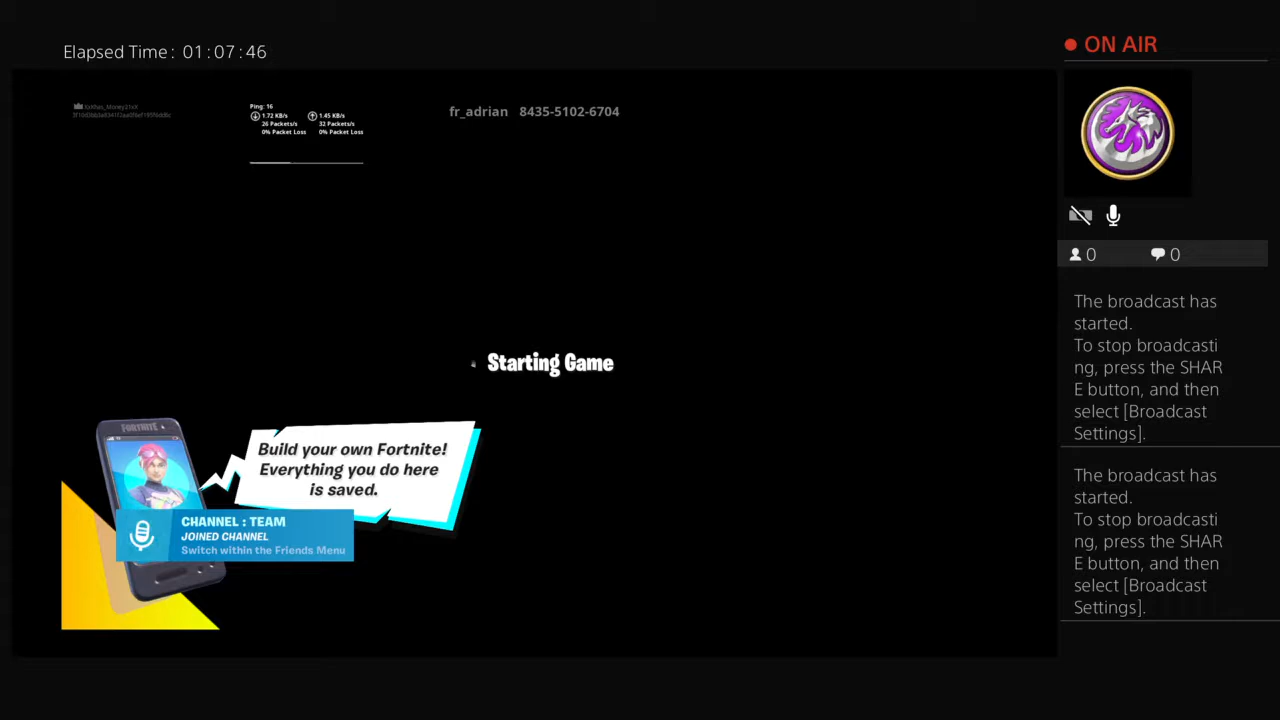 Elapsed Time: 01:07:46
ON AIR
Ping: 16
1.72 KB/s
1.45 KB/s
26 Packets/s
32 Packets/s
0% Packet Loss
0% Packet Loss
fr_adrian 8435-5102-6704
Starting Game
FORTNITE
Build your own Fortnite!
Everything you do here
is saved.
CHANNEL : TEAM
JOINED CHANNEL
Switch within the Friends Menu
0
0
The broadcast has
started.
To stop broadcasti
ng, press the SHAR
E button, and then
select [Broadcast
Settings].
The broadcast has
started.
To stop broadcasti
ng, press the SHAR
E button, and then
select [Broadcast
Settings].